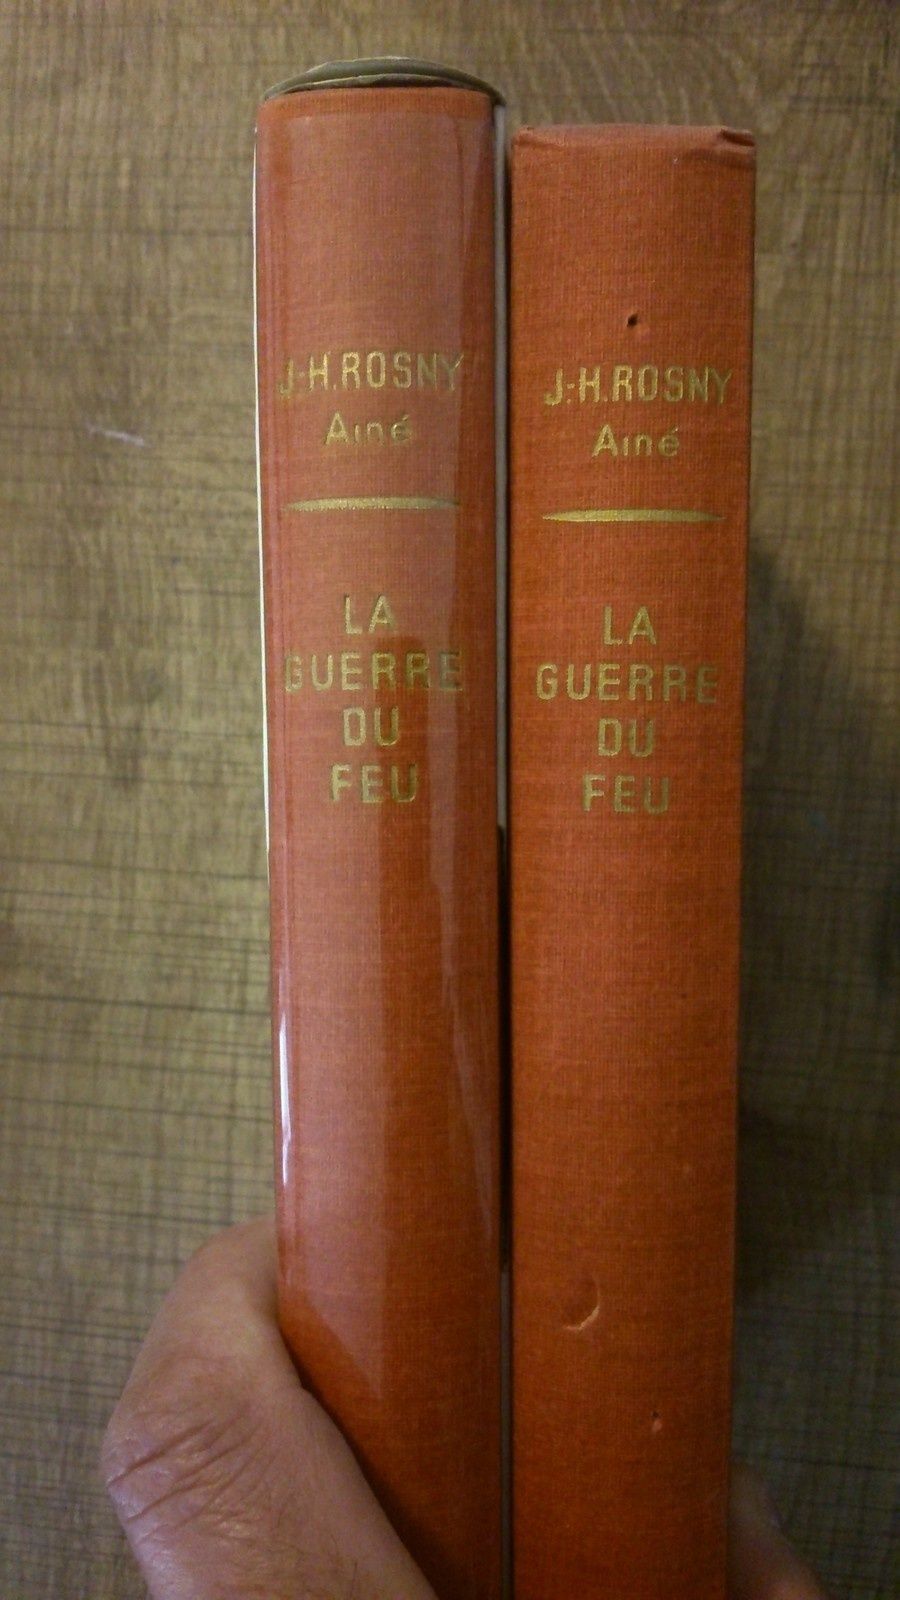 J-H.ROSNY
Aîné
LA
GUERRE
DU
FEU
J.-H.ROSNY
Aîné
LA
GUERRE
DU
FEU